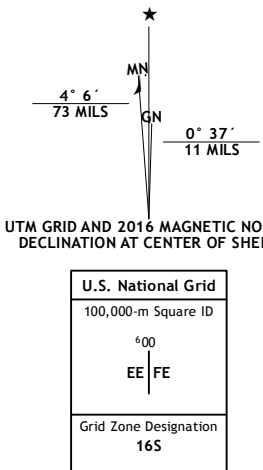 ★
MN
4° 6´
73 MILS
GN
0° 37´
11 MILS
UTM GRID AND 2016 MAGNETIC NO
DECLINATION AT CENTER OF SHE
U.S. National Grid
100,000-m Square ID
⁶00
EE FE
Grid Zone Designation
16S